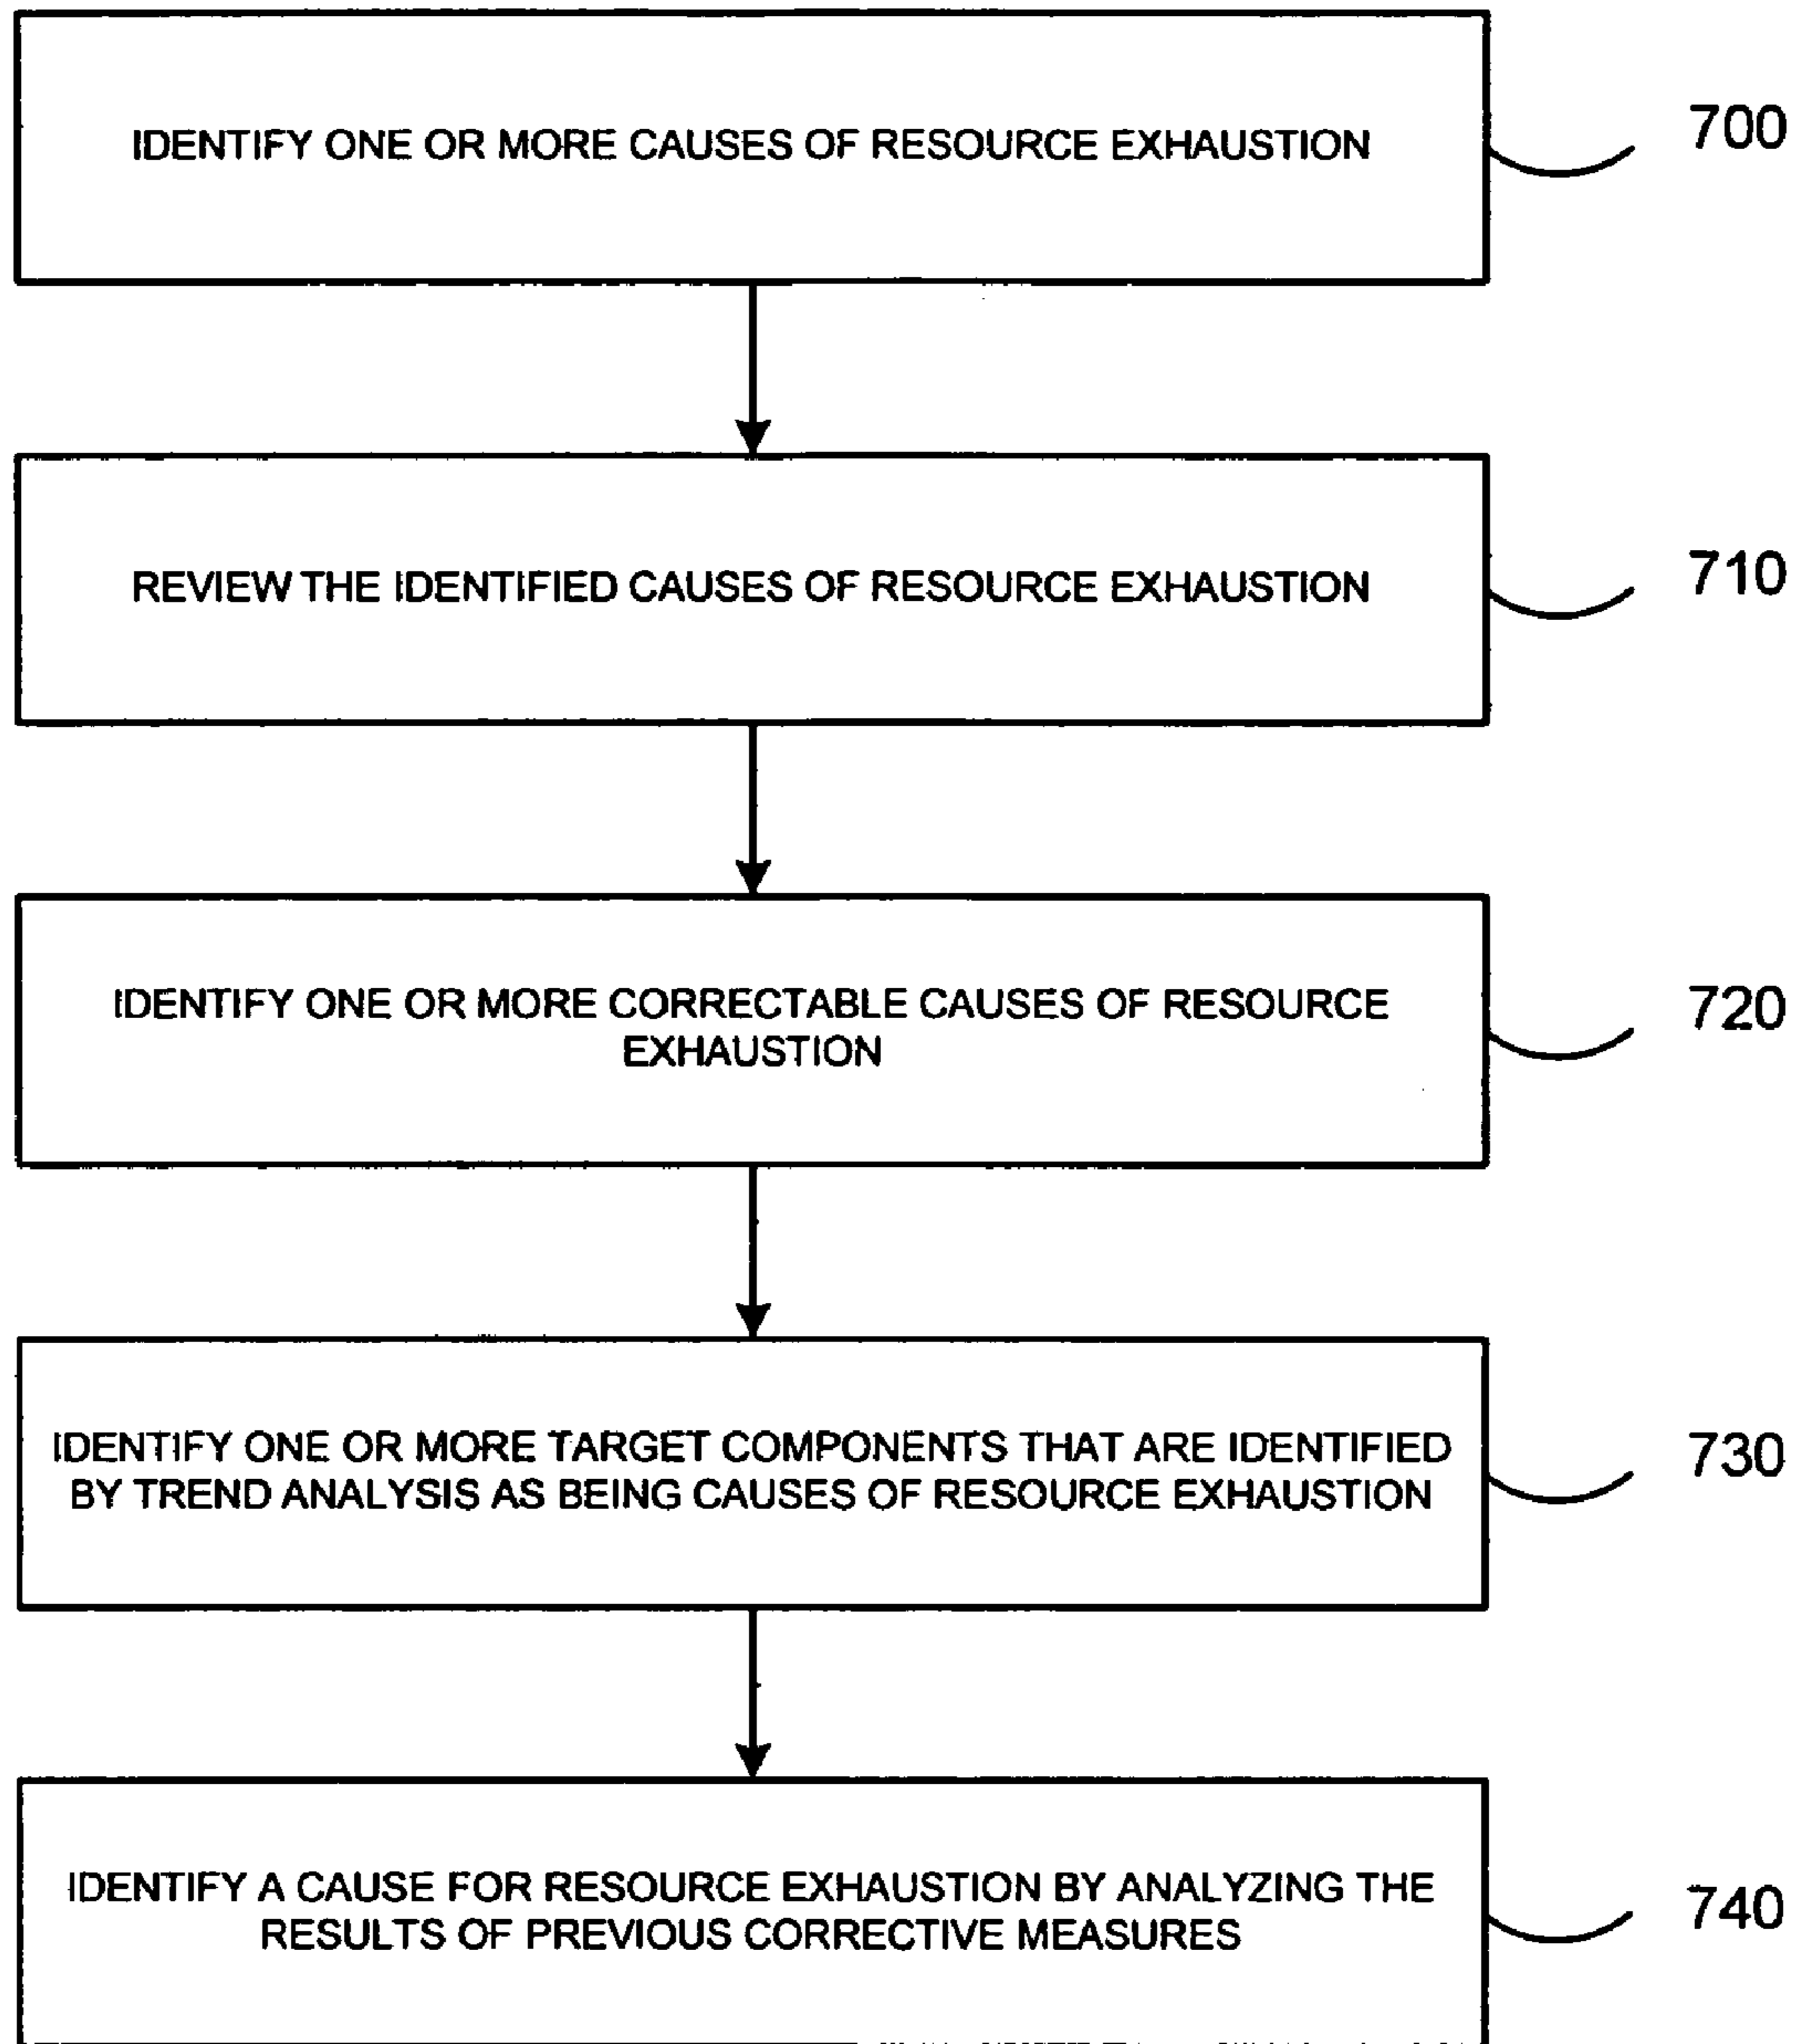 IDENTIFY ONE OR MORE CAUSES OF RESOURCE EXHAUSTION
700
REVIEW THE IDENTIFIED CAUSES OF RESOURCE EXHAUSTION
710
IDENTIFY ONE OR MORE CORRECTABLE CAUSES OF RESOURCE
EXHAUSTION
720
IDENTIFY ONE OR MORE TARGET COMPONENTS THAT ARE IDENTIFIED
BY TREND ANALYSIS AS BEING CAUSES OF RESOURCE EXHAUSTION
730
IDENTIFY A CAUSE FOR RESOURCE EXHAUSTION BY ANALYZING THE
RESULTS OF PREVIOUS CORRECTIVE MEASURES
740